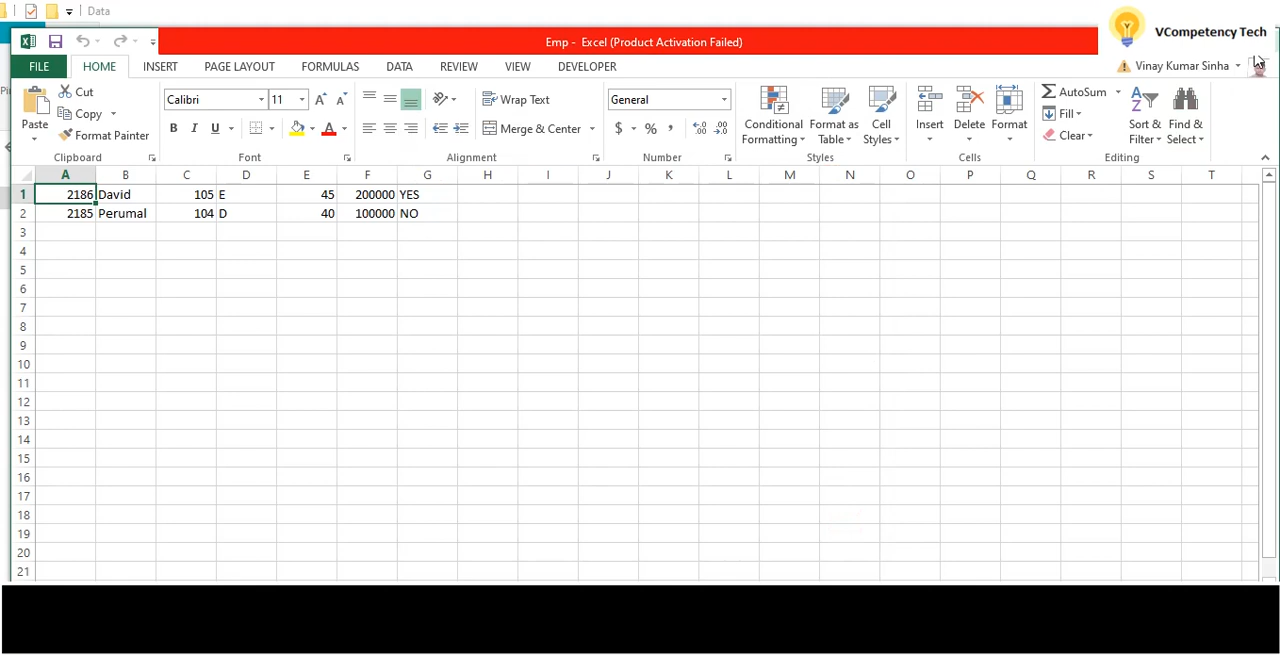 Data
Emp - Excel (Product Activation Failed)
VCompetency Tech
FILE HOME INSERT PAGE LAYOUT FORMULAS DATA REVIEW VIEW DEVELOPER Vinay Kumar Sinha
Paste
Cut
Copy
Format Painter
Clipboard
Calibri 11
B I U
Font
Wrap Text
Merge & Center
Alignment
General
$ %
Number
Conditional Formatting
Format as Table
Cell Styles
Styles
Insert
Delete
Format
Cells
AutoSum
Fill
Clear
Sort & Filter
Find & Select
Editing
A B C D E F G H I J K L M N O P Q R S T
1 2186 David 105 E 45 200000 YES
2 2185 Perumal 104 D 40 100000 NO
3
4
5
6
7
8
9
10
11
12
13
14
15
16
17
18
19
20
21